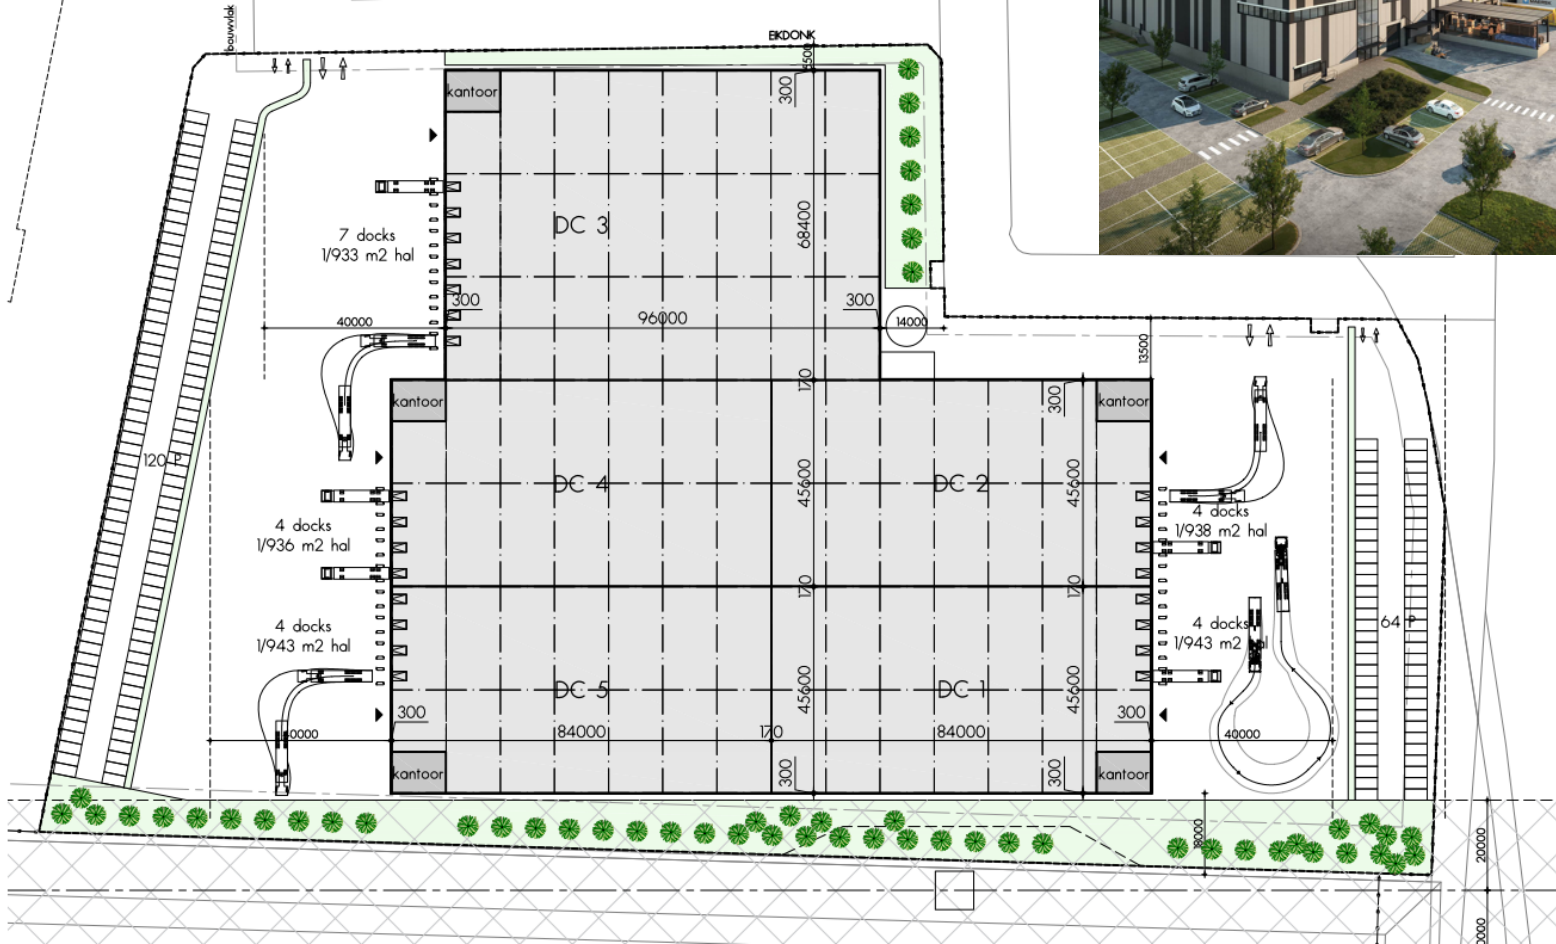 bouwvlak
EIKDONK
5500
kantoor
300
DC 3
68400
7 docks
1/933 m2 hal
300
300
40000
96000
14000
13500
170
300
kantoor
kantoor
120 P
DC 4
45600
DC 2
45600
4 docks
1/936 m2 hal
4 docks
1/938 m2 hal
170
170
4 docks
1/943 m2 hal
4 docks
1/943 m2
64 P
DC 5
45600
DC 1
45600
300
300
84000
170
84000
40000
kantoor
300
300
kantoor
18000
20000